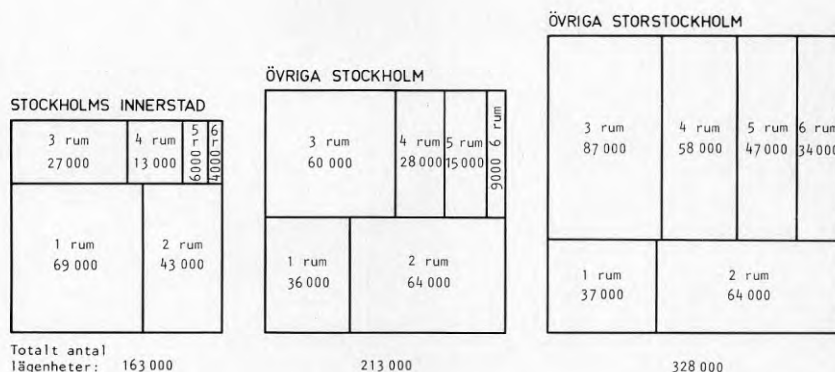 STOCKHOLMS INNERSTAD
3 rum
27 000
4 rum
13 000
5 r
6000
6 r
4000
1 rum
69 000
2 rum
43 000
Totalt antal
lägenheter: 163 000
ÖVRIGA STOCKHOLM
3 rum
60 000
4 rum
28 000
5 rum
15 000
9000 6 rum
1 rum
36 000
2 rum
64 000
213 000
ÖVRIGA STORSTOCKHOLM
3 rum
87 000
4 rum
58 000
5 rum
47 000
6 rum
34 000
1 rum
37 000
2 rum
64 000
328 000